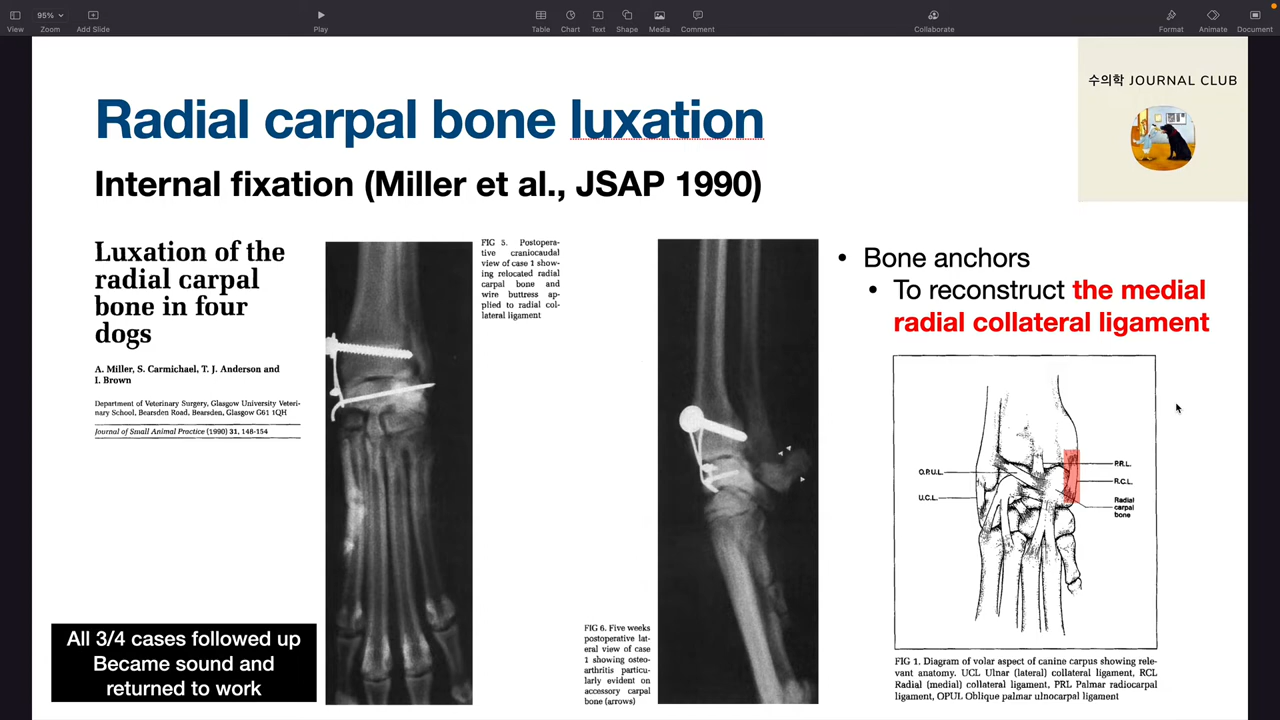 95%
View
Zoom
Add Slide
Play
Table
Chart
Text
Shape
Media
Comment
Collaborate
Format
Animate
Document
수의학 JOURNAL CLUB
Radial carpal bone luxation
Internal fixation (Miller et al., JSAP 1990)
Luxation of the
radial carpal
bone in four
dogs
A. Miller, S. Carmichael, T. J. Anderson and
I. Brown
Department of Veterinary Surgery, Glasgow University Veteri-
nary School, Bearsden Road, Bearsden, Glasgow G61 1QH
Journal of Small Animal Practice (1990) 31, 148-154
FIG 5. Postopera-
tive craniocaudal
view of case 1 show-
ing relocated radial
carpal bone and
wire buttress ap-
plied to radial col-
lateral ligament
• Bone anchors
• To reconstruct the medial
radial collateral ligament
O.P.U.L.
U.C.L.
P.R.L.
R.C.L.
Radial
carpal
bone
All 3/4 cases followed up
Became sound and
returned to work
FIG 6. Five weeks
postoperative lat-
eral view of case
1 showing osteo-
arthritis particu-
larly evident on
accessory carpal
bone (arrows)
FIG 1. Diagram of volar aspect of canine carpus showing rele-
vant anatomy. UCL Ulnar (lateral) collateral ligament, RCL
Radial (medial) collateral ligament, PRL Palmar radiocarpal
ligament, OPUL Oblique palmar ulnocarpal ligament